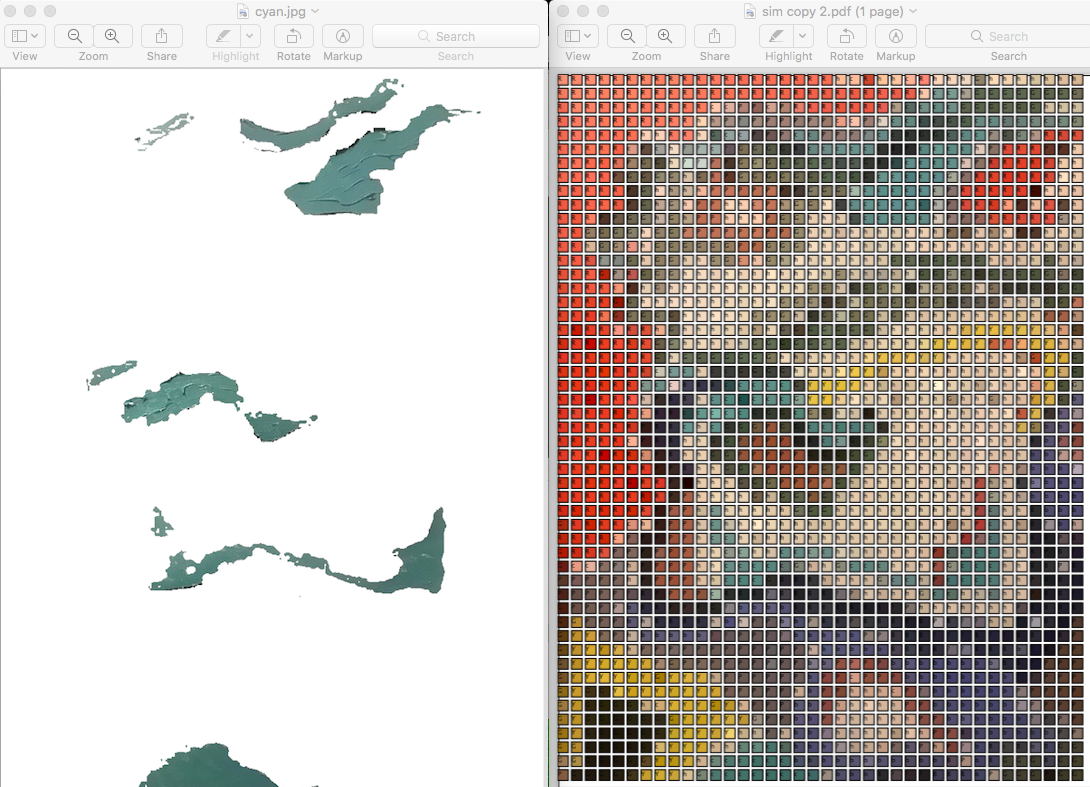 cyan.jpg
Search
View
Zoom
Share
Highlight
Rotate
Markup
Search
sim copy 2.pdf (1 page)
Search
View
Zoom
Share
Highlight
Rotate
Markup
Search